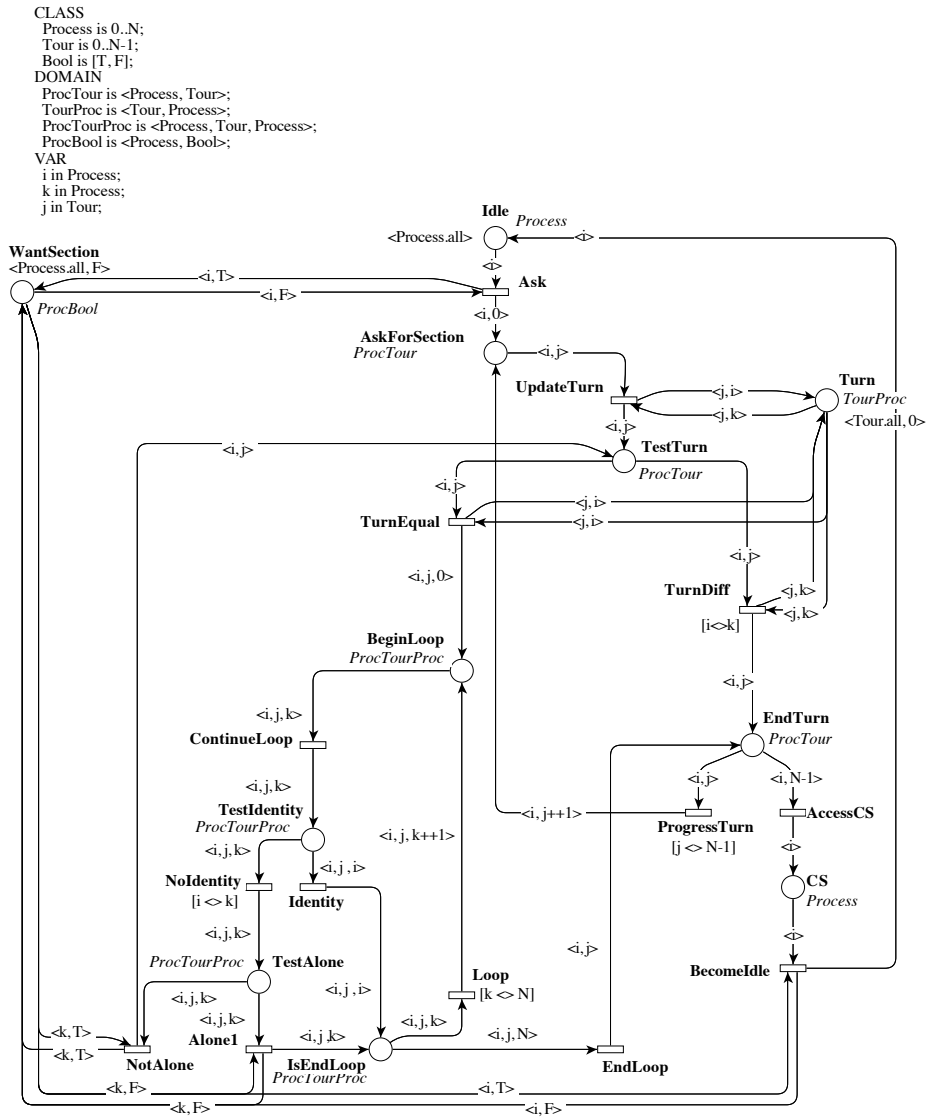 CLASS
Process is 0..N;
Tour is 0..N-1;
Bool is [T, F];
DOMAIN
ProcTour is <Process, Tour>;
TourProc is <Tour, Process>;
ProcTourProc is <Process, Tour, Process>;
ProcBool is <Process, Bool>;
VAR
i in Process;
k in Process;
j in Tour;
Idle
Process
<Process.all>
<i>
WantSection
<Process.all, F>
<i>
<i,T>
Ask
<i,F>
ProcBool
<i,0>
AskForSection
ProcTour
<i,j>
UpdateTurn
Turn
<j,i>
TourProc
<j,k>
<Tour.all, 0>
<i,j>
<i,j>
TestTurn
ProcTour
<i,j>
<j,i>
TurnEqual
<j,i>
<i,j>
<i,j,0>
TurnDiff
<j,k>
<j,k>
[i<>k]
BeginLoop
ProcTourProc
<i,j>
<i,j,k>
EndTurn
ContinueLoop
ProcTour
<i,j>
<i,N-1>
<i,j,k>
TestIdentity
<i, j++1>
AccessCS
ProcTourProc
ProgressTurn
<i, j, k++1>
[j <> N-1]
<i,j,k>
<i>
<i, j , i>
NoIdentity
CS
[i <> k]
Identity
Process
<i, j, k>
<i>
<i,j>
ProcTourProc
TestAlone
Loop
BecomeIdle
<i, j , i>
[k <> N]
<i,j,k>
<i,j,k>
<i,j,k>
<k,T>
Alone1
<i, j,k>
<i, j,N>
<k,T>
NotAlone
IsEndLoop
EndLoop
ProcTourProc
<k,F>
<i,T>
<k,F>
<i,F>